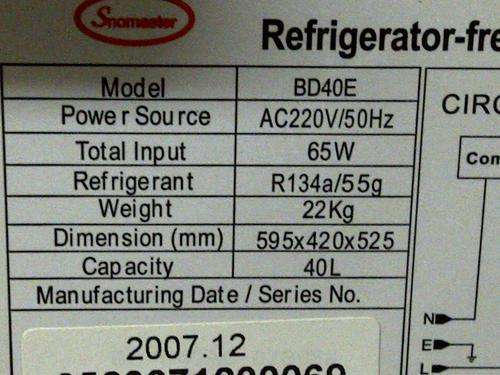 Snomaster
Refrigerator-fre
Model BD40E
Power Source AC220V/50Hz
Total Input 65W
Refrigerant R134a/55g
Weight 22Kg
Dimension (mm) 595x420x525
Capacity 40L
Manufacturing Date / Series No.
2007.12
CIRC
Com
N
E
L